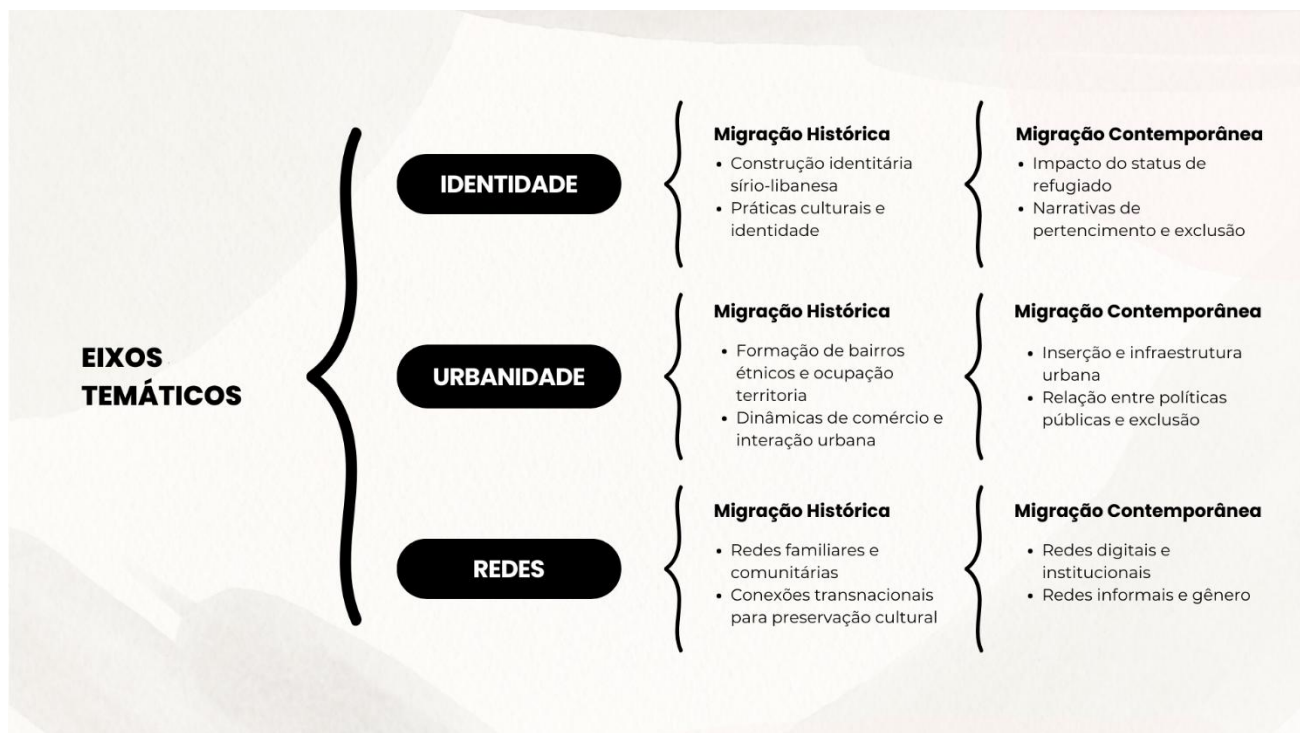 EIXOS
TEMÁTICOS
IDENTIDADE
Migração Histórica
• Construção identitária
sírio-libanesa
• Práticas culturais e
identidade
Migração Contemporânea
• Impacto do status de
refugiado
• Narrativas de
pertencimento e exclusão
URBANIDADE
Migração Histórica
• Formação de bairros
étnicos e ocupação
territoria
• Dinâmicas de comércio e
interação urbana
Migração Contemporânea
• Inserção e infraestrutura
urbana
• Relação entre políticas
públicas e exclusão
REDES
Migração Histórica
• Redes familiares e
comunitárias
• Conexões transnacionais
para preservação cultural
Migração Contemporânea
• Redes digitais e
institucionais
• Redes informais e gênero